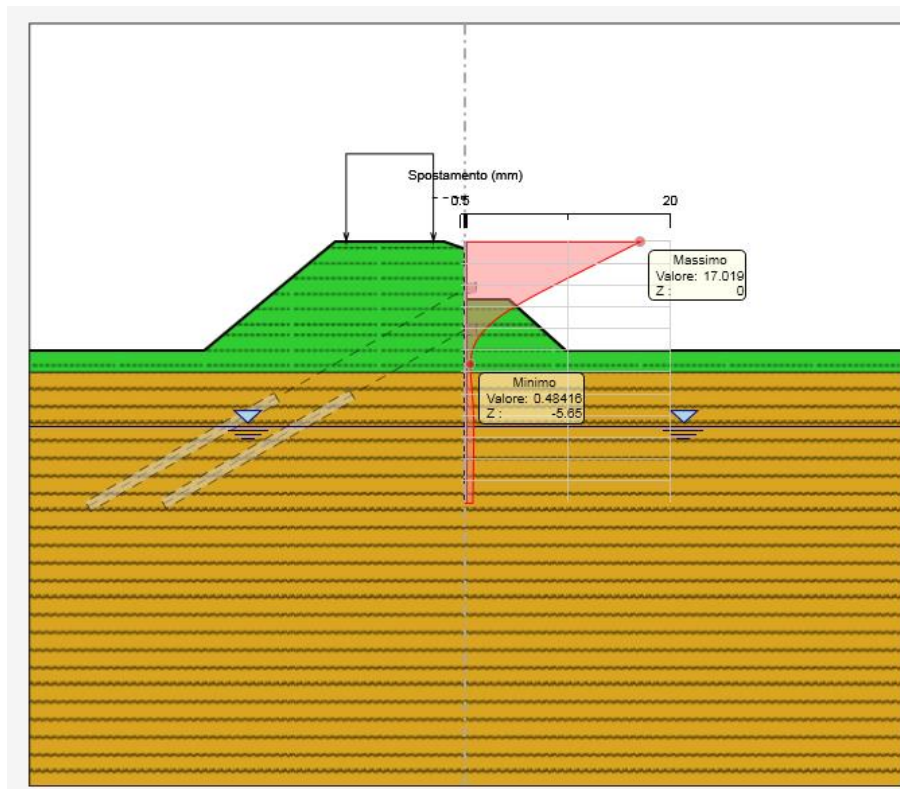 Spostamento (mm)
0.5 20
Massimo
Valore: 17.019
Z : 0
Minimo
Valore: 0.48416
Z : -5.65